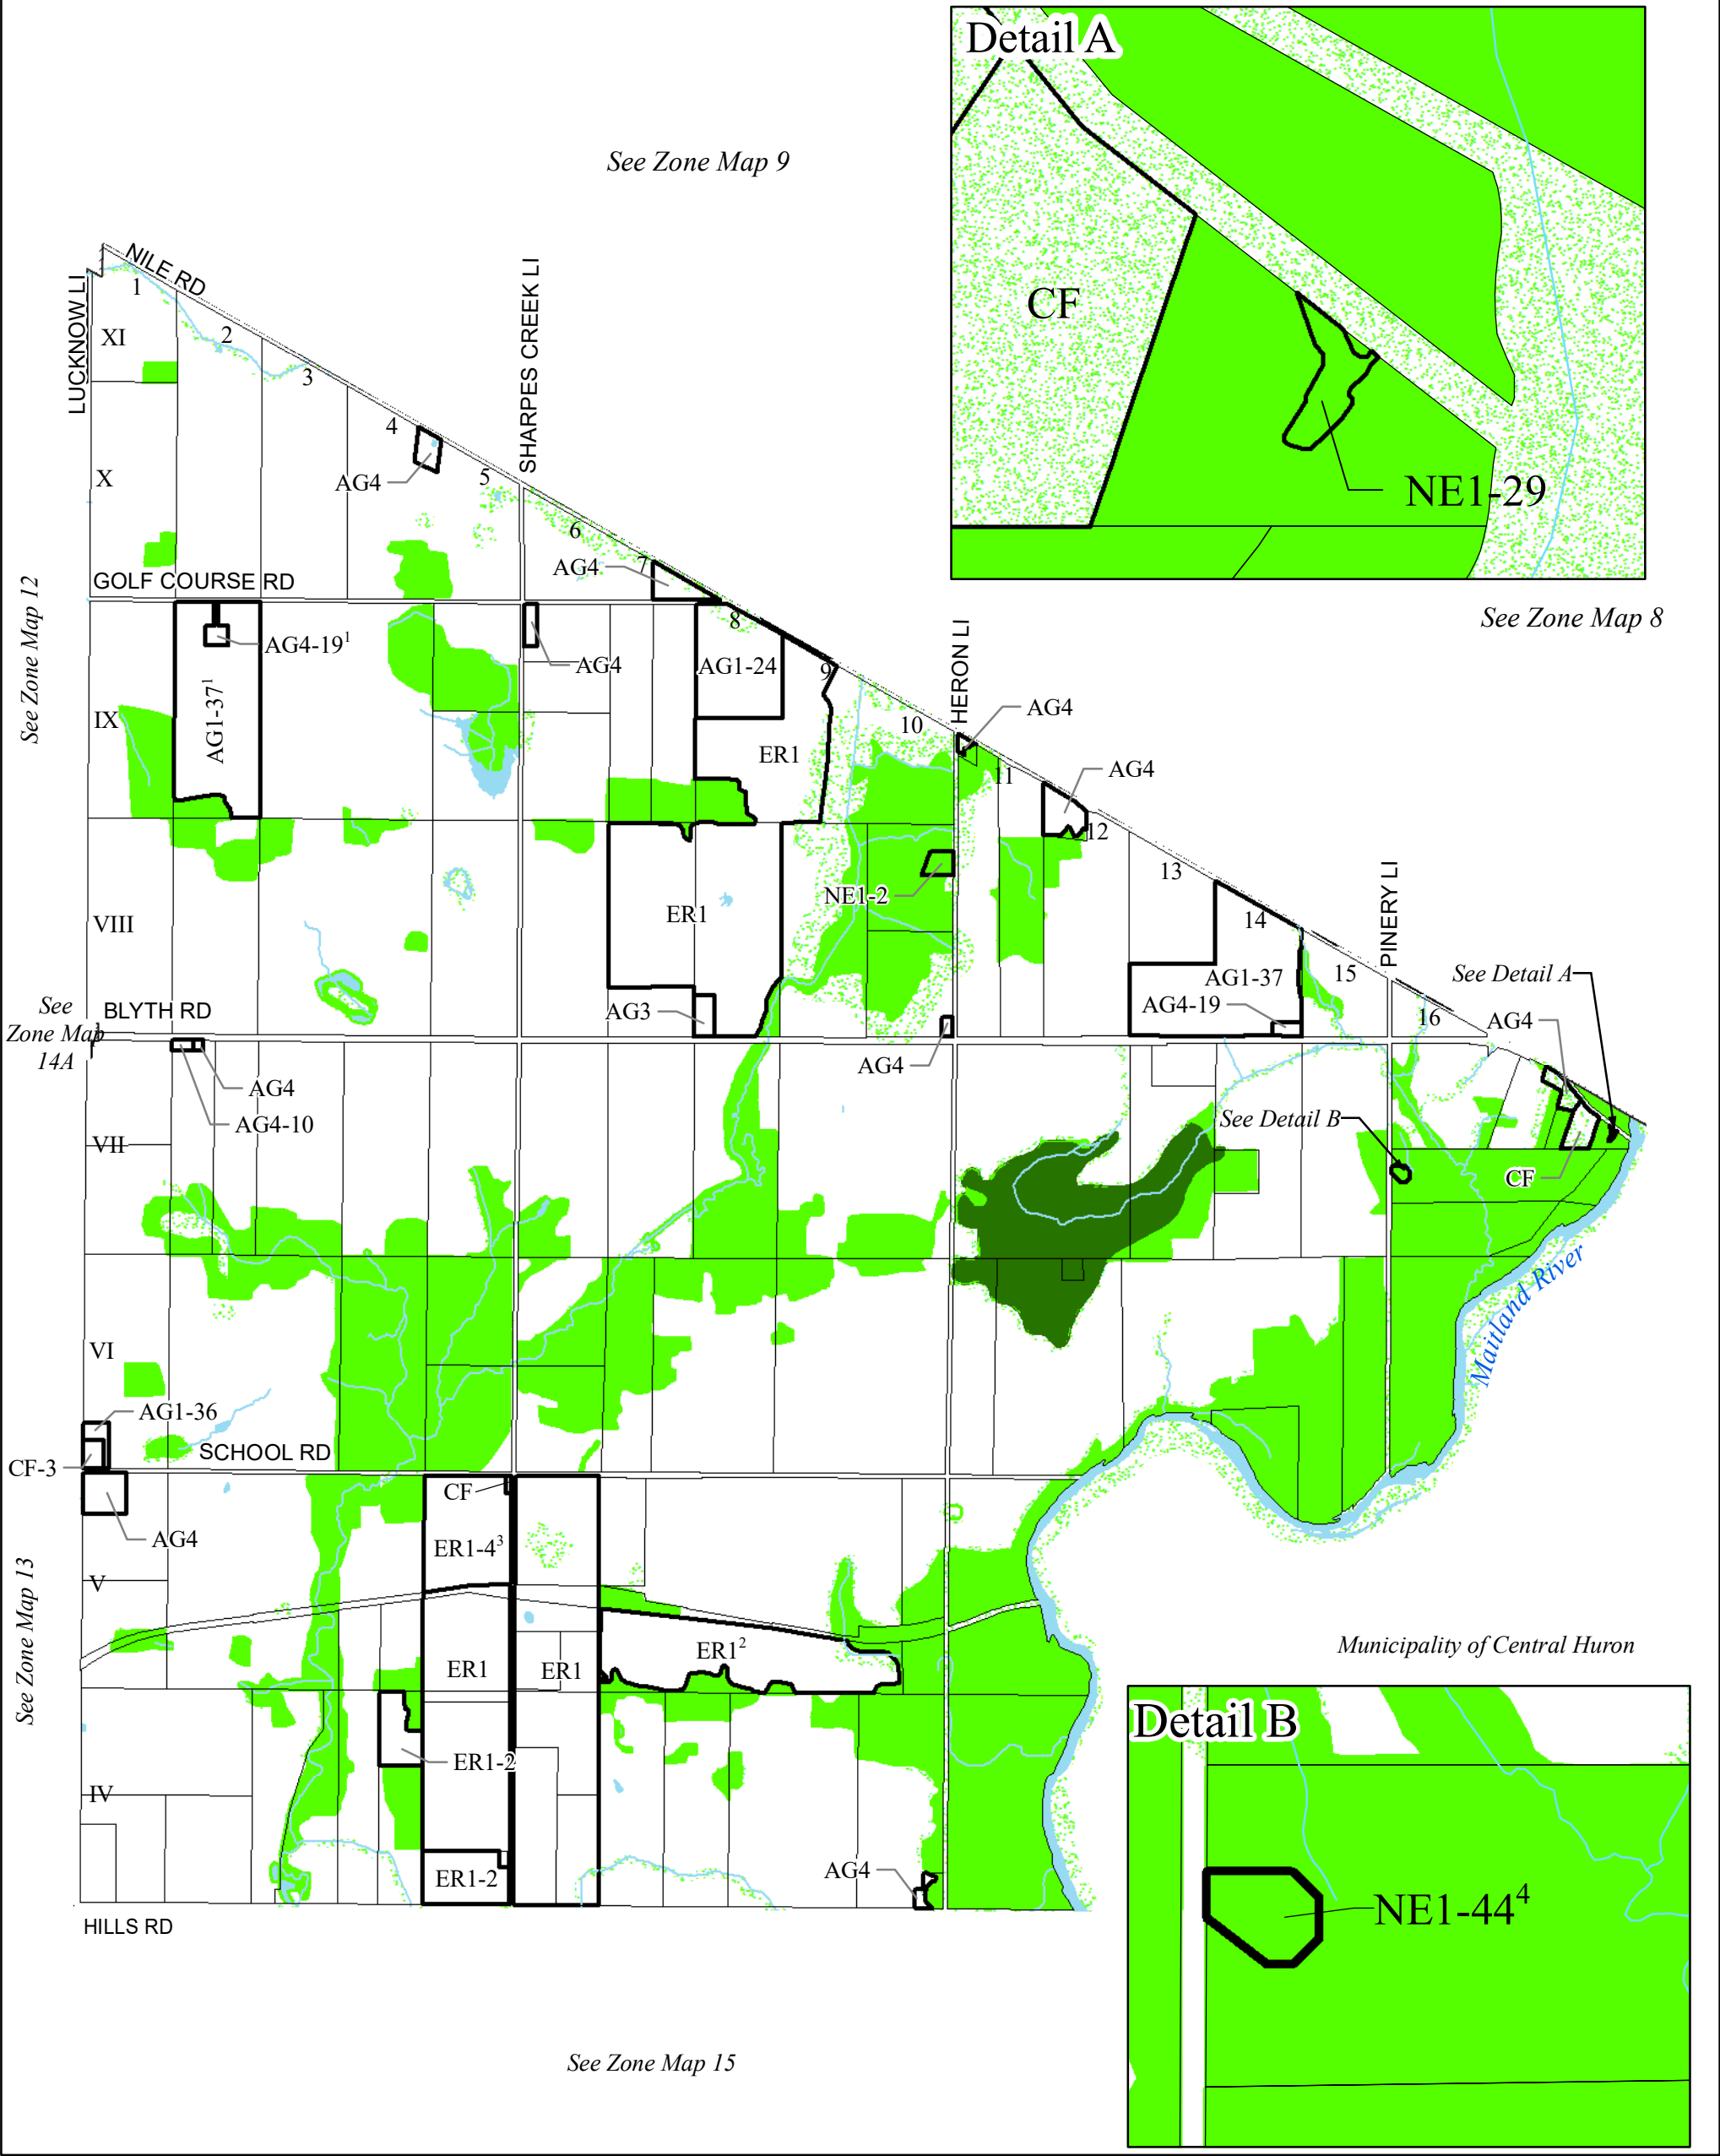 Detail A
See Zone Map 9
NILE RD
LUCKNOW LI
SHARPES CREEK LI
1
XI
2
3
CF
4
5
X
AG4
NE1-29
6
7
AG4
GOLF COURSE RD
See Zone Map 12
8
See Zone Map 8
HERON LI
AG4-19¹
AG4
AG1-24
9
AG1-37¹
IX
10
AG4
ER1
11
AG4
12
13
PINERY LI
NE1-2
ER1
VIII
14
15
See Detail A
AG1-37
See
Zone Map
14A
BLYTH RD
AG3
AG4-19
16
AG4
AG4
AG4
AG4-10
See Detail B
VII
CF
Maitland River
VI
AG1-36
SCHOOL RD
CF-3
CF
AG4
ER1-4³
See Zone Map 13
V
ER1
ER1
ER1²
Municipality of Central Huron
Detail B
ER1-2
IV
ER1-2
AG4
NE1-44⁴
HILLS RD
See Zone Map 15